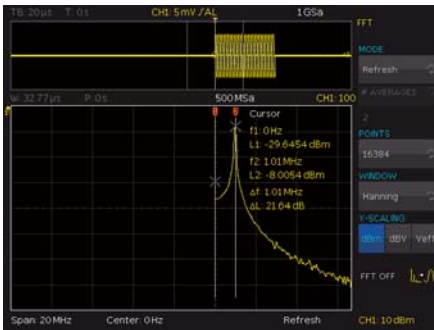 TB: 20µs T: 0s CH1: 5mV / AL 1GSa
FFT
MODE
Refresh
# AVERAGES
2
POINTS
16384
WINDOW
Hanning
Y-SCALING
dBm dBV Veff
FFT OFF
W: 32.77µs P: 0s 500MSa CH1: 100
Cursor
f1: 0Hz
L1: -29.6454 dBm
f2: 1.01MHz
L2: -8.0054 dBm
Δf: 1.01MHz
ΔL: 21.64 dB
Span: 20MHz Center: 0Hz Refresh CH1: 10dBm